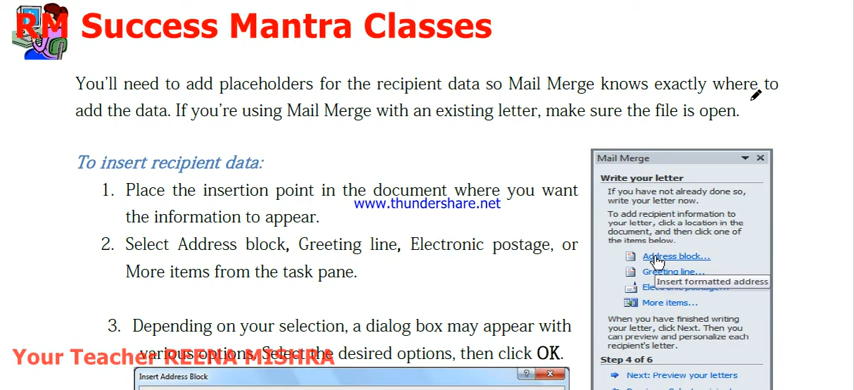 RM Success Mantra Classes
You'll need to add placeholders for the recipient data so Mail Merge knows exactly where to
add the data. If you're using Mail Merge with an existing letter, make sure the file is open.
To insert recipient data:
1. Place the insertion point in the document where you want
the information to appear.
www.thundershare.net
2. Select Address block, Greeting line, Electronic postage, or
More items from the task pane.
3. Depending on your selection, a dialog box may appear with
various options. Select the desired options, then click OK.
Your Teacher REENA MISHRA
Insert Address Block
Mail Merge
Write your letter
If you have not already done so,
write your letter now.
To add recipient information to
your letter, click a location in the
document, and then click one of
the items below.
Address block...
Greeting line...
Insert formatted address
More items...
When you have finished writing
your letter, click Next. Then you
can preview and personalize each
recipient's letter.
Step 4 of 6
Next: Preview your letters